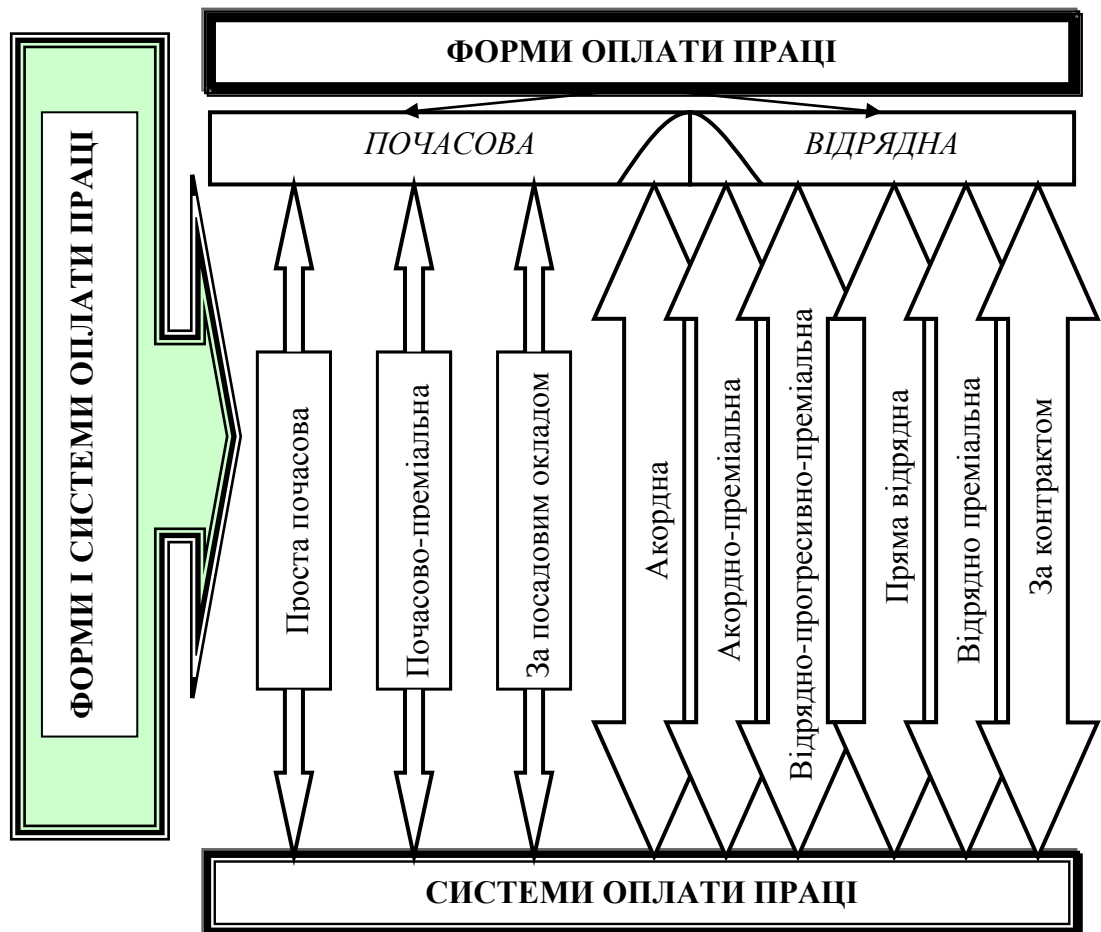 ФОРМИ ОПЛАТИ ПРАЦІ
ПОЧАСОВА
ВІДРЯДНА
ФОРМИ І СИСТЕМИ ОПЛАТИ ПРАЦІ
Проста почасова
Почасово-преміальна
За посадовим окладом
Акордна
Акордно-преміальна
Відрядно-прогресивно-преміальна
Пряма відрядна
Відрядно преміальна
За контрактом
СИСТЕМИ ОПЛАТИ ПРАЦІ